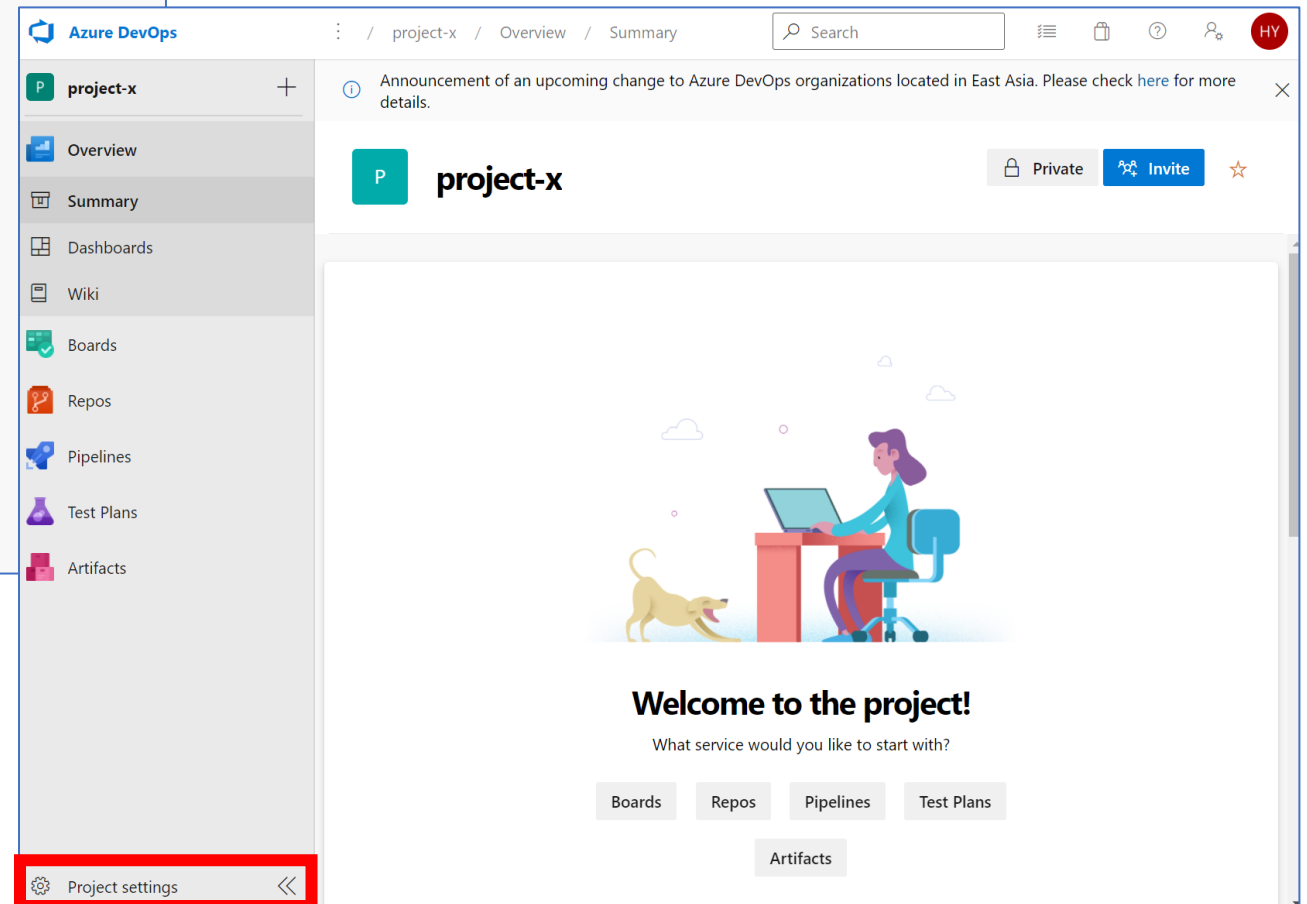 Azure DevOps
/ project-x / Overview / Summary
Search
HY
P project-x
Announcement of an upcoming change to Azure DevOps organizations located in East Asia. Please check here for more
details.
Overview
Summary
Dashboards
Wiki
Boards
Repos
Pipelines
Test Plans
Artifacts
Project settings
P project-x
Private
Invite
Welcome to the project!
What service would you like to start with?
Boards Repos Pipelines Test Plans
Artifacts